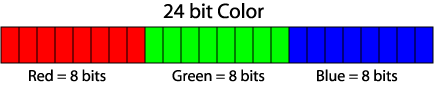 24 bit Color
Red = 8 bits Green = 8 bits Blue = 8 bits